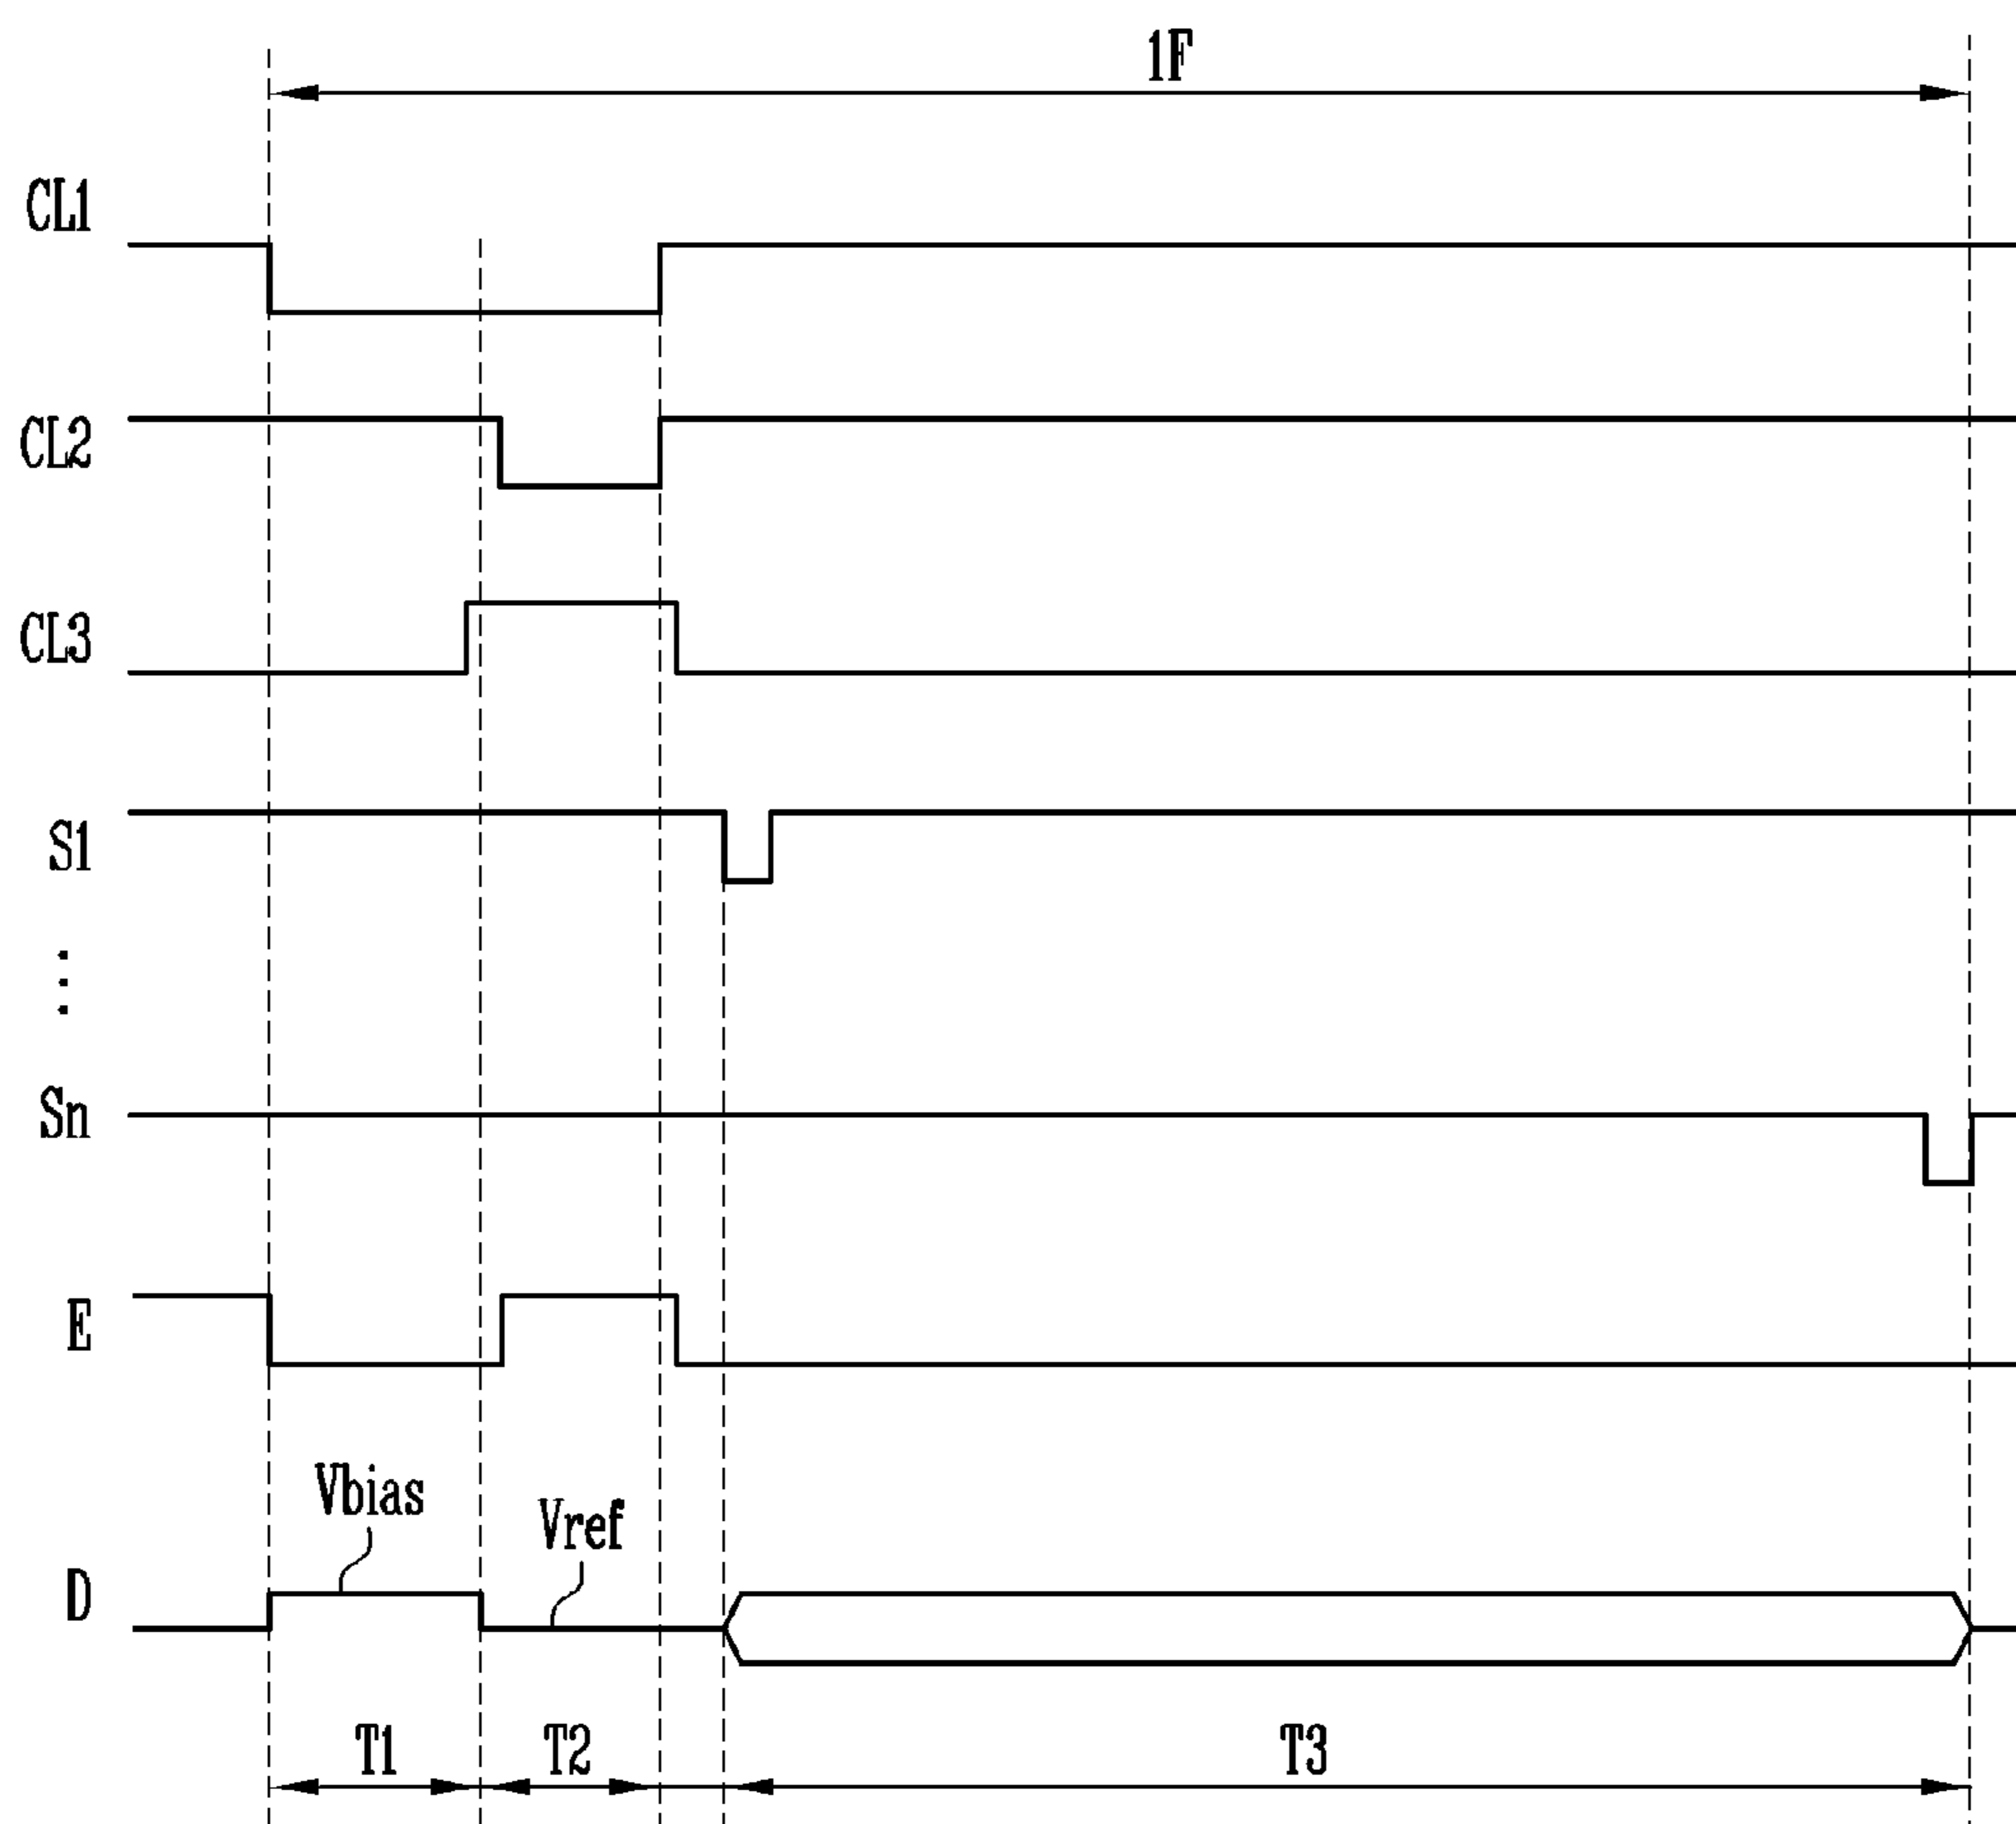 1F
CL1
CL2
CL3
S1
Sn
E
Vbias
Vref
D
T1 T2 T3